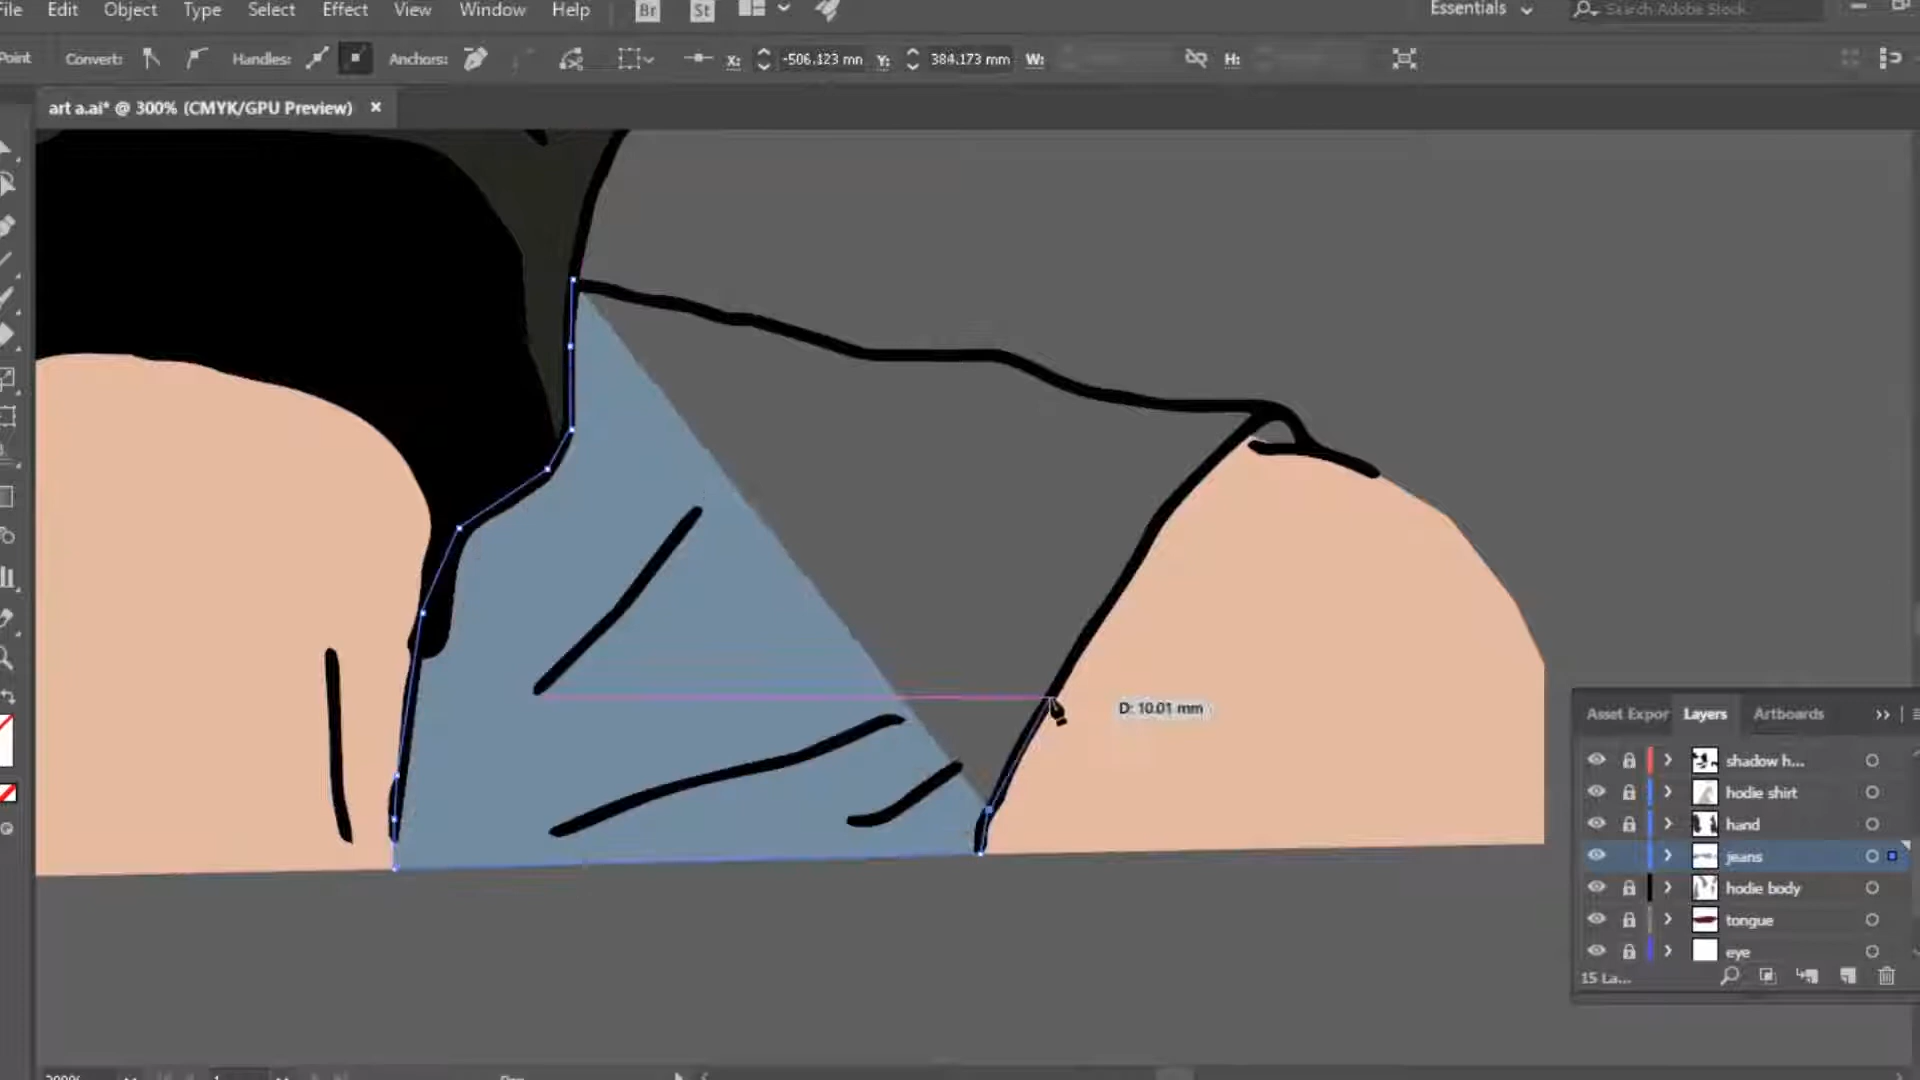 File Edit Object Type Select Effect View Window Help Br St Essentials Search Adobe Stock
Point Convert: Handles: Anchors: X: -506.123 mn Y: 384.173 mm W: H:
art a.ai* @ 300% (CMYK/GPU Preview) ×
D: 10.01 mm
Asset Expor Layers Artboards
shadow h...
hodie shirt
hand
jeans
hodie body
tongue
eye
15 La...